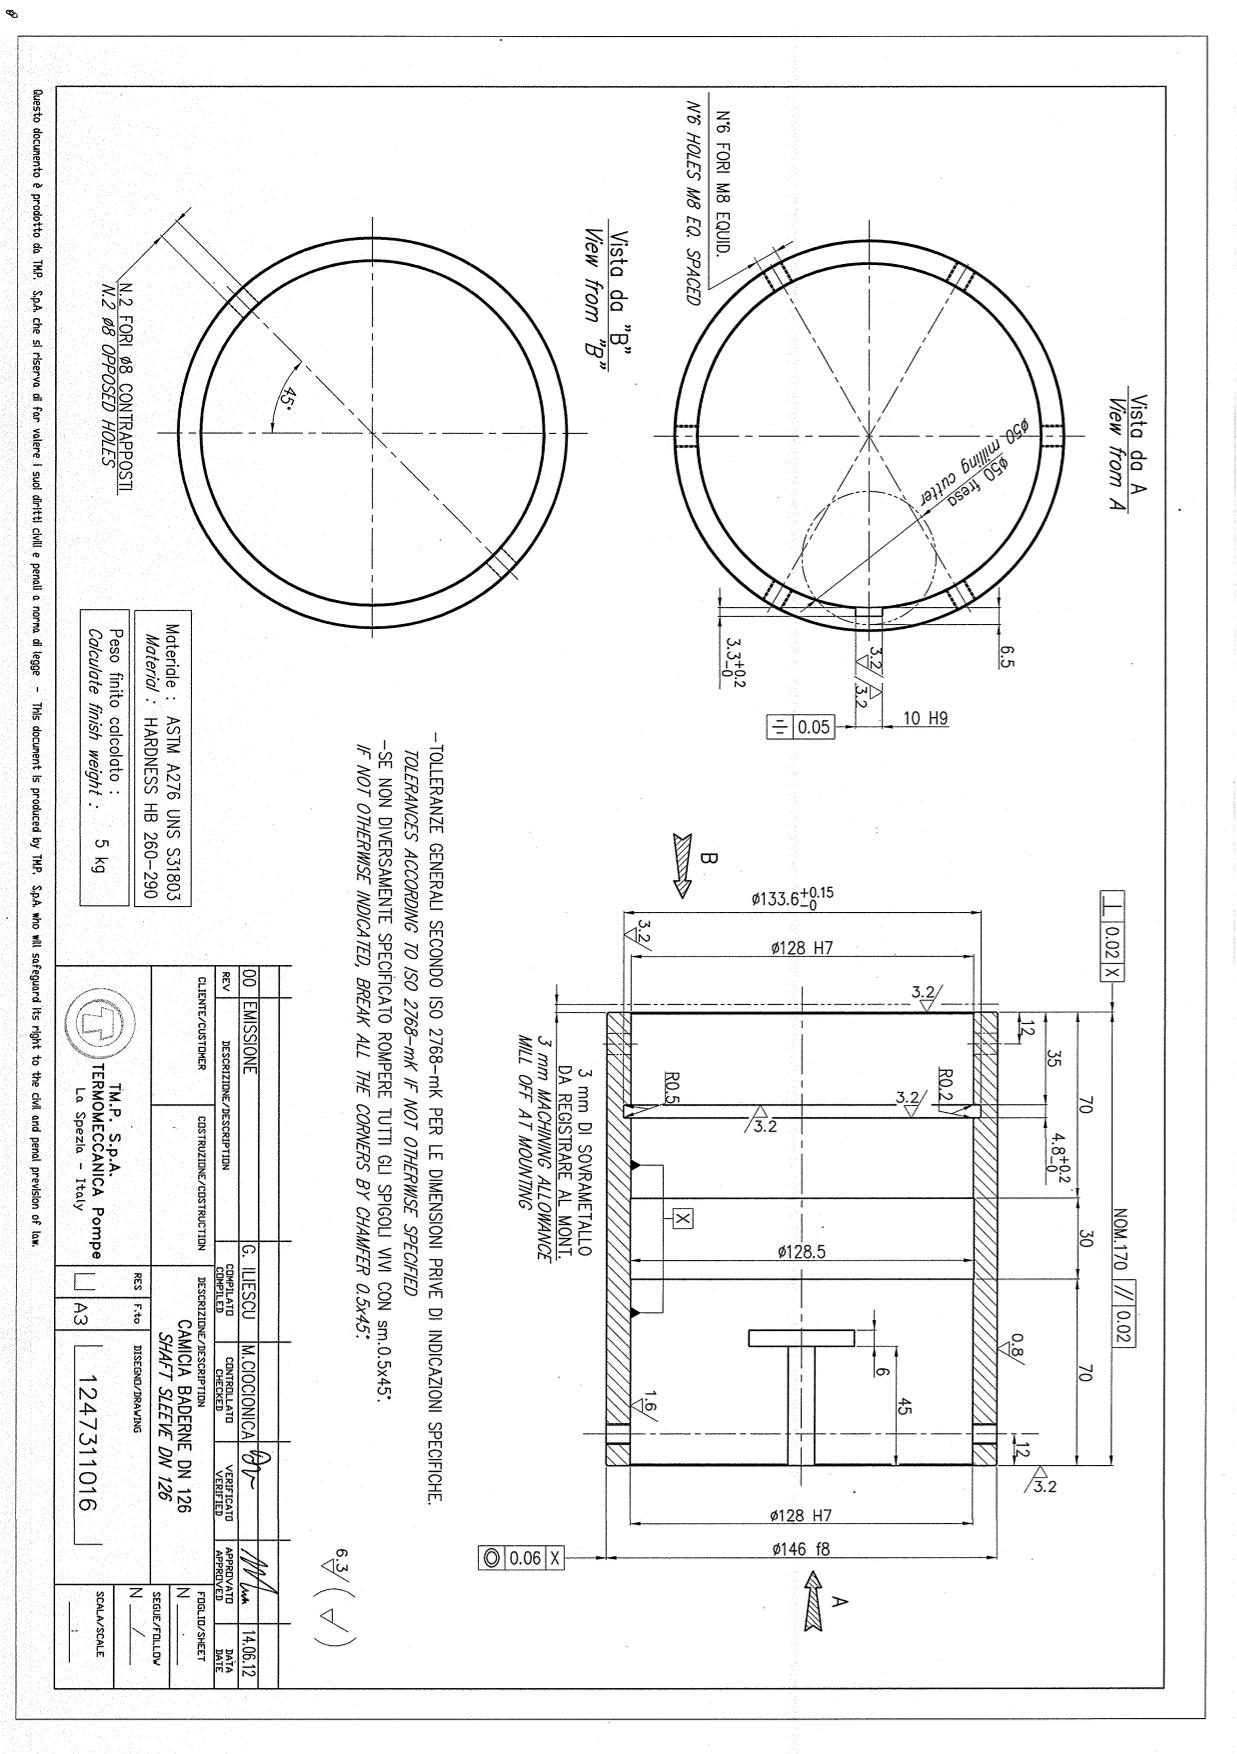 Vista da A
View from A
N°6 FORI M8 EQUID.
N°6 HOLES M8 EQ. SPACED
ø50 fresa
ø50 milling cutter
6.5
3.2
3.2
3.3+0.2
-0
10 H9
0.05
Vista da "B"
View from "B"
45°
N.2 FORI ø8 CONTRAPPOSTI
N.2 ø8 OPPOSED HOLES
B
⊥ 0.02 X
ø133.6+0.15
-0
3.2
ø128 H7
3.2
12
35
70
4.8+0.2
-0
R0.5
R0.2
3.2
3.2
NOM.170 // 0.02
30
70
X
ø128.5
6
45
0.8
1.6
12
3.2
ø128 H7
ø146 f8
◎ 0.06 X
A
3 mm DI SOVRAMETALLO
DA REGISTRARE AL MONT.
3 mm MACHINING ALLOWANCE
MILL OFF AT MOUNTING
-TOLLERANZE GENERALI SECONDO ISO 2768-mK PER LE DIMENSIONI PRIVE DI INDICAZIONI SPECIFICHE.
TOLERANCES ACCORDING TO ISO 2768-mK IF NOT OTHERWISE SPECIFIED
-SE NON DIVERSAMENTE SPECIFICATO ROMPERE TUTTI GLI SPIGOLI VIVI CON sm.0.5x45°.
IF NOT OTHERWISE INDICATED, BREAK ALL THE CORNERS BY CHAMFER 0.5x45°.
6.3
Materiale : ASTM A276 UNS S31803
Material : HARDNESS HB 260-290
Peso finito calcolato :
Calculate finish weight : 5 kg
00 EMISSIONE G. ILIESCU M.CIOCIONICA 14.06.12
REV DESCRIZIONE/DESCRIPTION COMPILATO COMPILED CONTROLLATO CHECKED VERIFICATO VERIFIED APPROVATO APPROVED DATA DATE
CLIENTE/CUSTOMER
COSTRUZIONE/COSTRUCTION
DESCRIZIONE/DESCRIPTION
CAMICIA BADERNE DN 126
SHAFT SLEEVE DN 126
FOGLIO/SHEET
N
SEGUE/FOLLOW
N /
T.M.P. S.p.A.
TERMOMECCANICA Pompe
La Spezia - Italy
RES F.to DISEGNO/DRAWING
A3
1247311016
SCALA/SCALE
:
Questo documento è prodotto da T.M.P. S.p.A. che si riserva di far valere i suoi diritti civili e penali a norma di legge - This document is produced by T.M.P. S.p.A. who will safeguard its right to the civil and penal prevision of law.